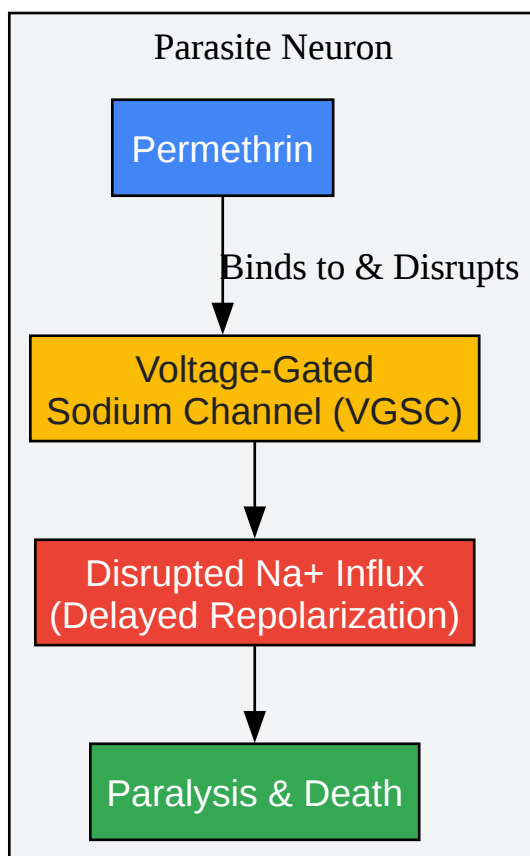 Parasite Neuron
Permethrin
Binds to & Disrupts
Voltage-Gated
Sodium Channel (VGSC)
Disrupted Na+ Influx
(Delayed Repolarization)
Paralysis & Death